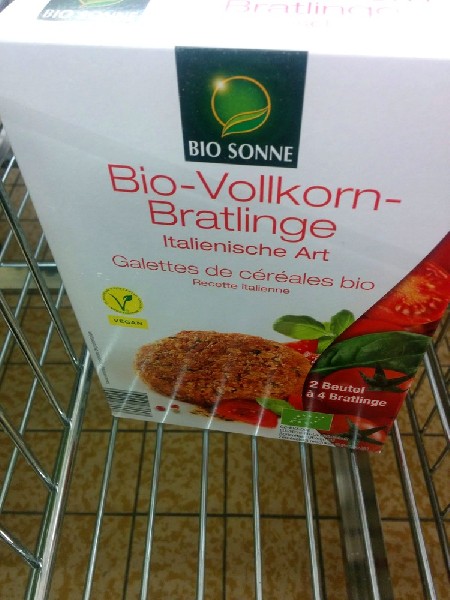 BIO SONNE
Bratlinge
BIO SONNE
Bio-Vollkorn-
Bratlinge
Italienische Art
Galettes de céréales bio
Recette Italienne
VEGAN
2 Beutel
à 4 Bratlinge